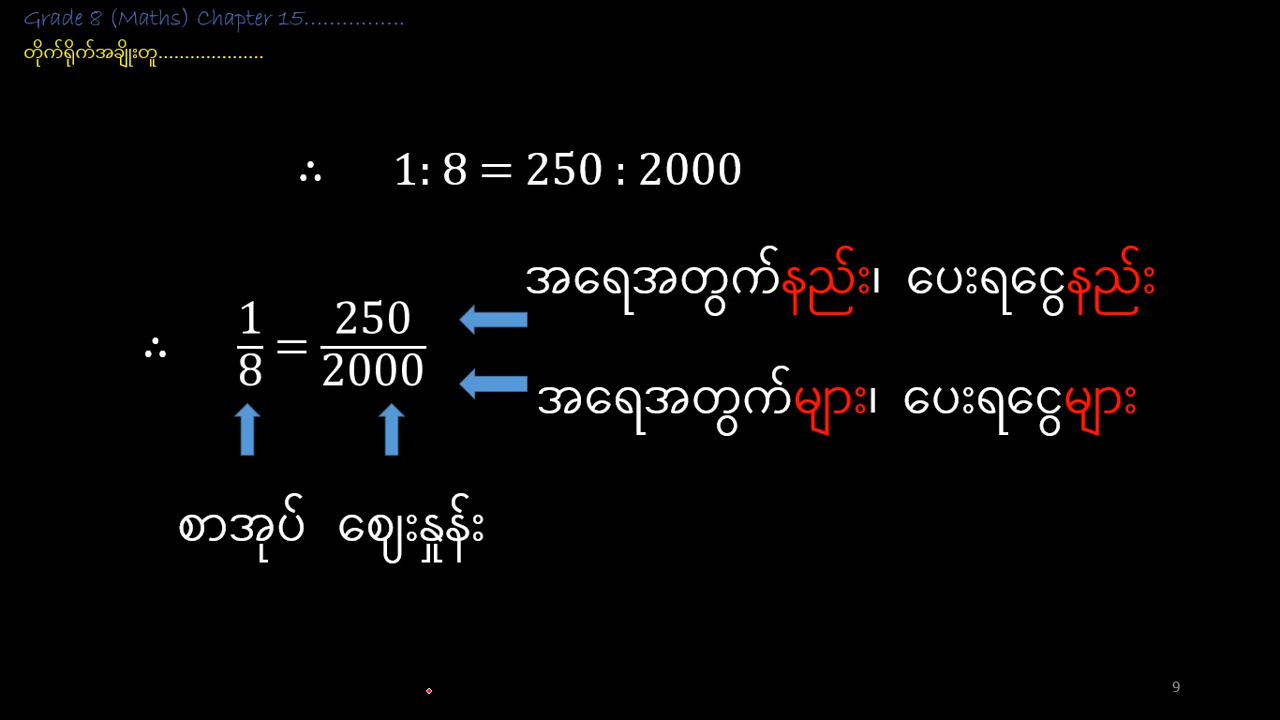 Grade 8 (Maths) Chapter 15................
တိုက်ရိုက်အချိုးတူ....................
∴ 1: 8 = 250 : 2000
အရေအတွက်နည်း၊ ပေးရငွေနည်း
∴ 1/8 = 250/2000
အရေအတွက်များ၊ ပေးရငွေများ
စာအုပ် ဈေးနှုန်း
9